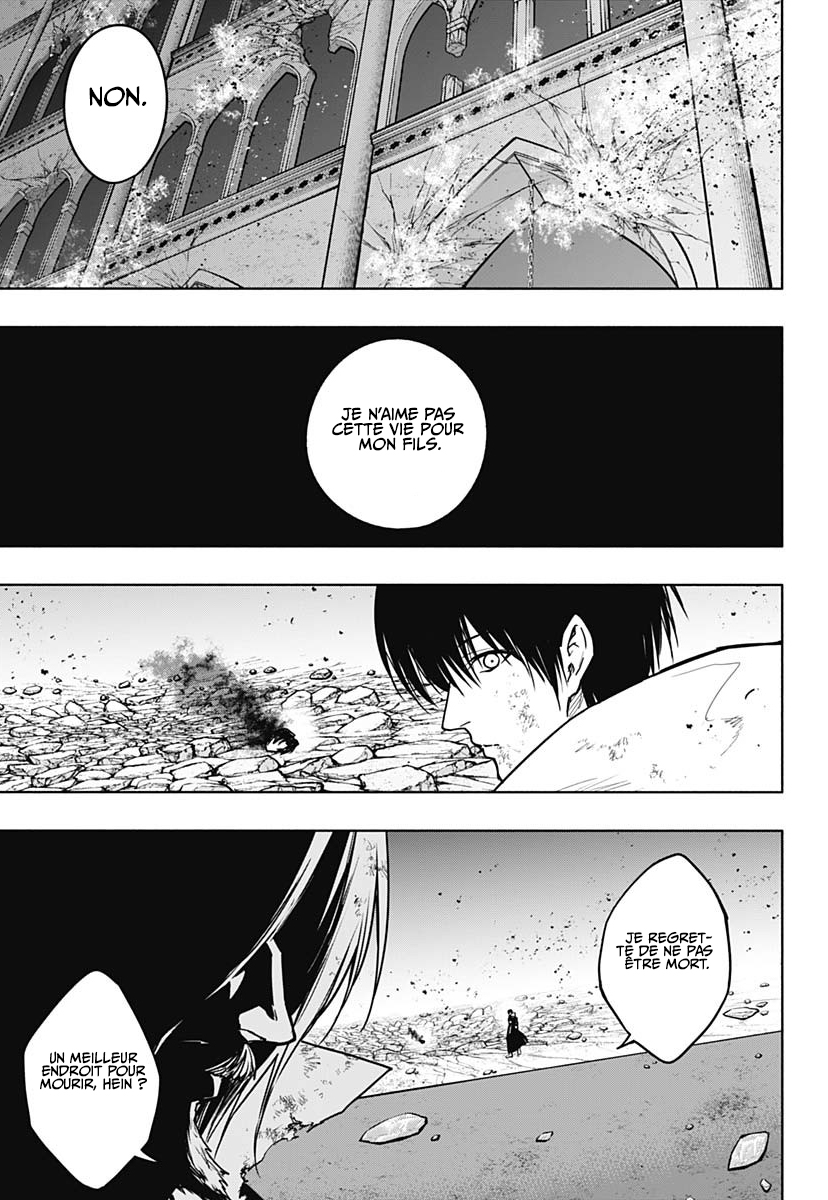 NON.
JE N'AIME PAS
CETTE VIE POUR
MON FILS.
JE REGRET-
TE DE NE PAS
ÊTRE MORT.
UN MEILLEUR
ENDROIT POUR
MOURIR, HEIN ?